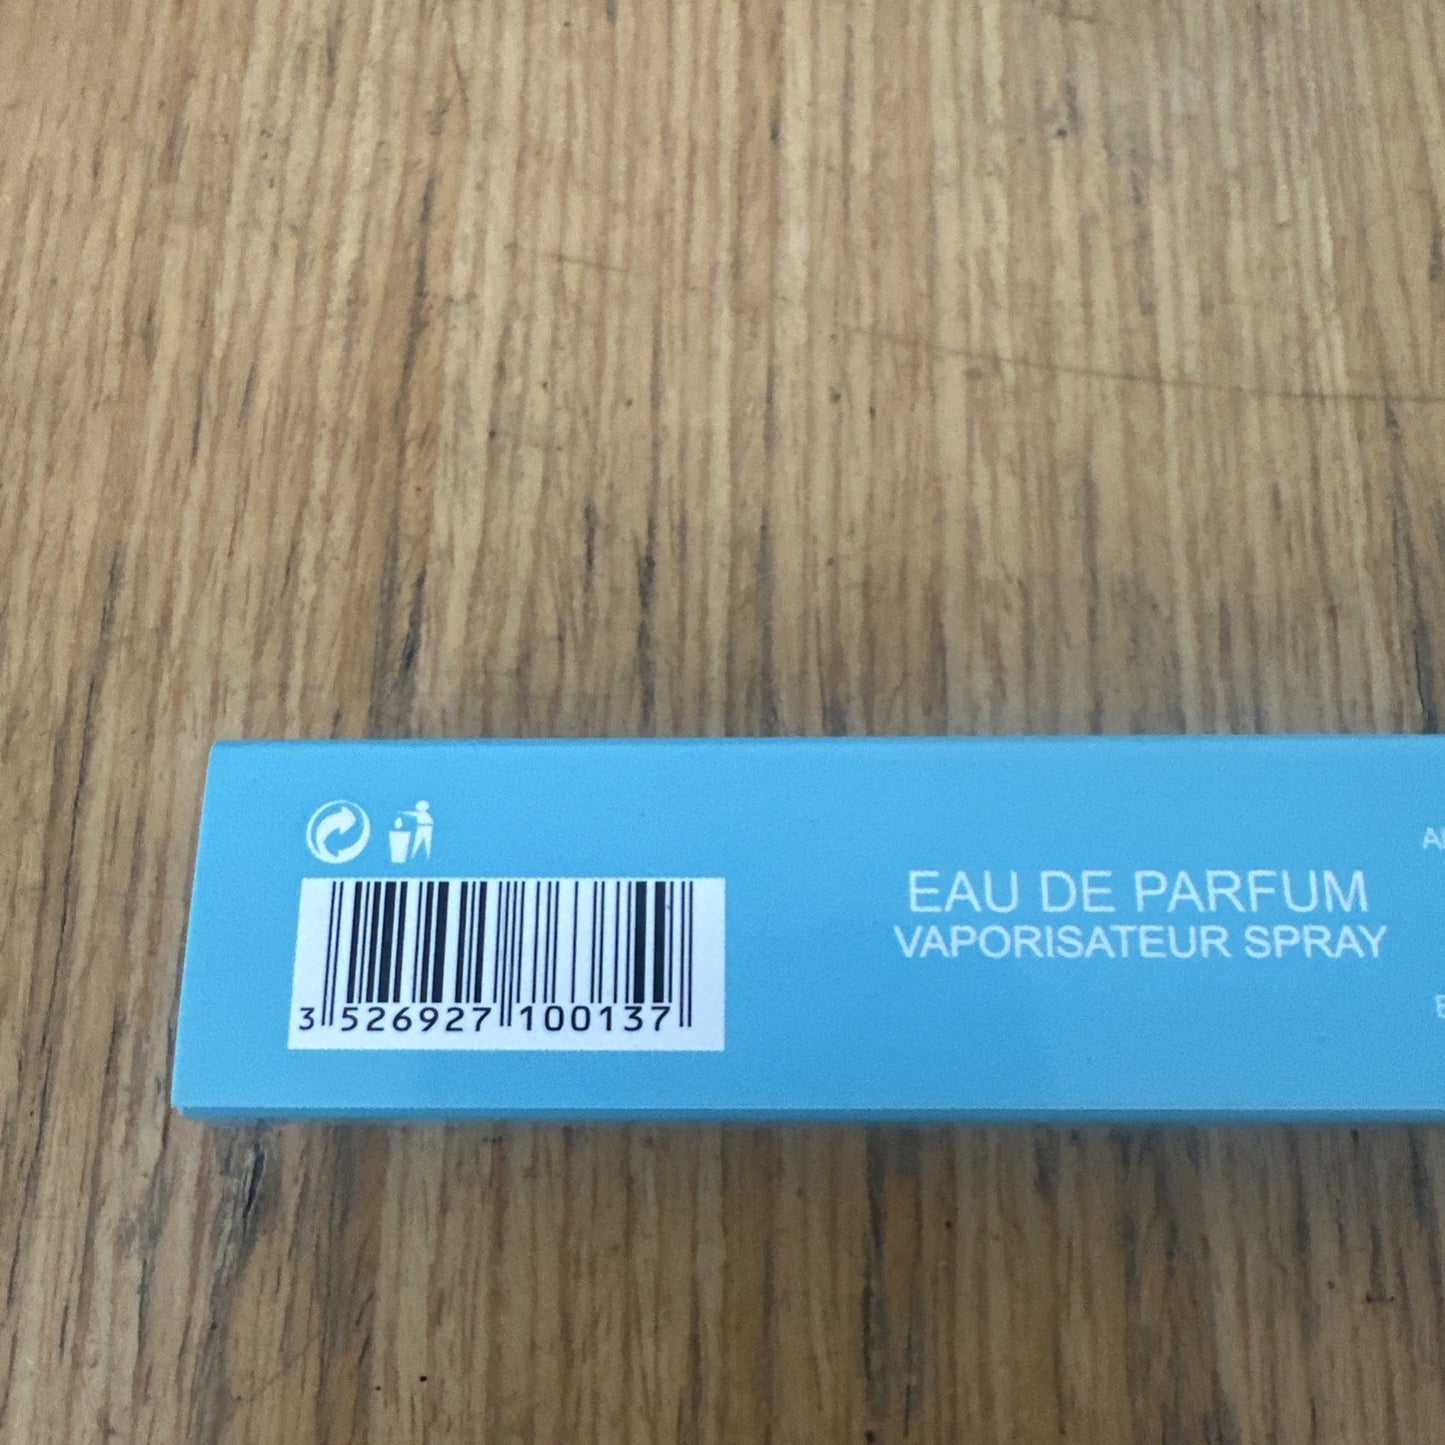 EAU DE PARFUM
VAPORISATEUR SPRAY
3 526927 100137